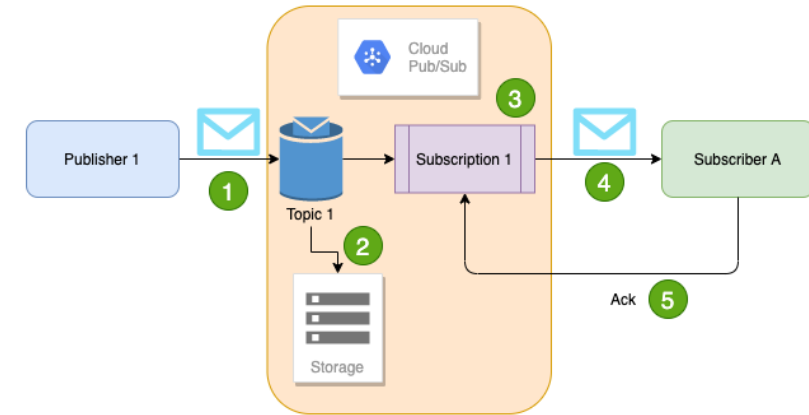 Cloud
Pub/Sub
3
Publisher 1
Subscription 1
Subscriber A
1
4
Topic 1
2
Ack
5
Storage